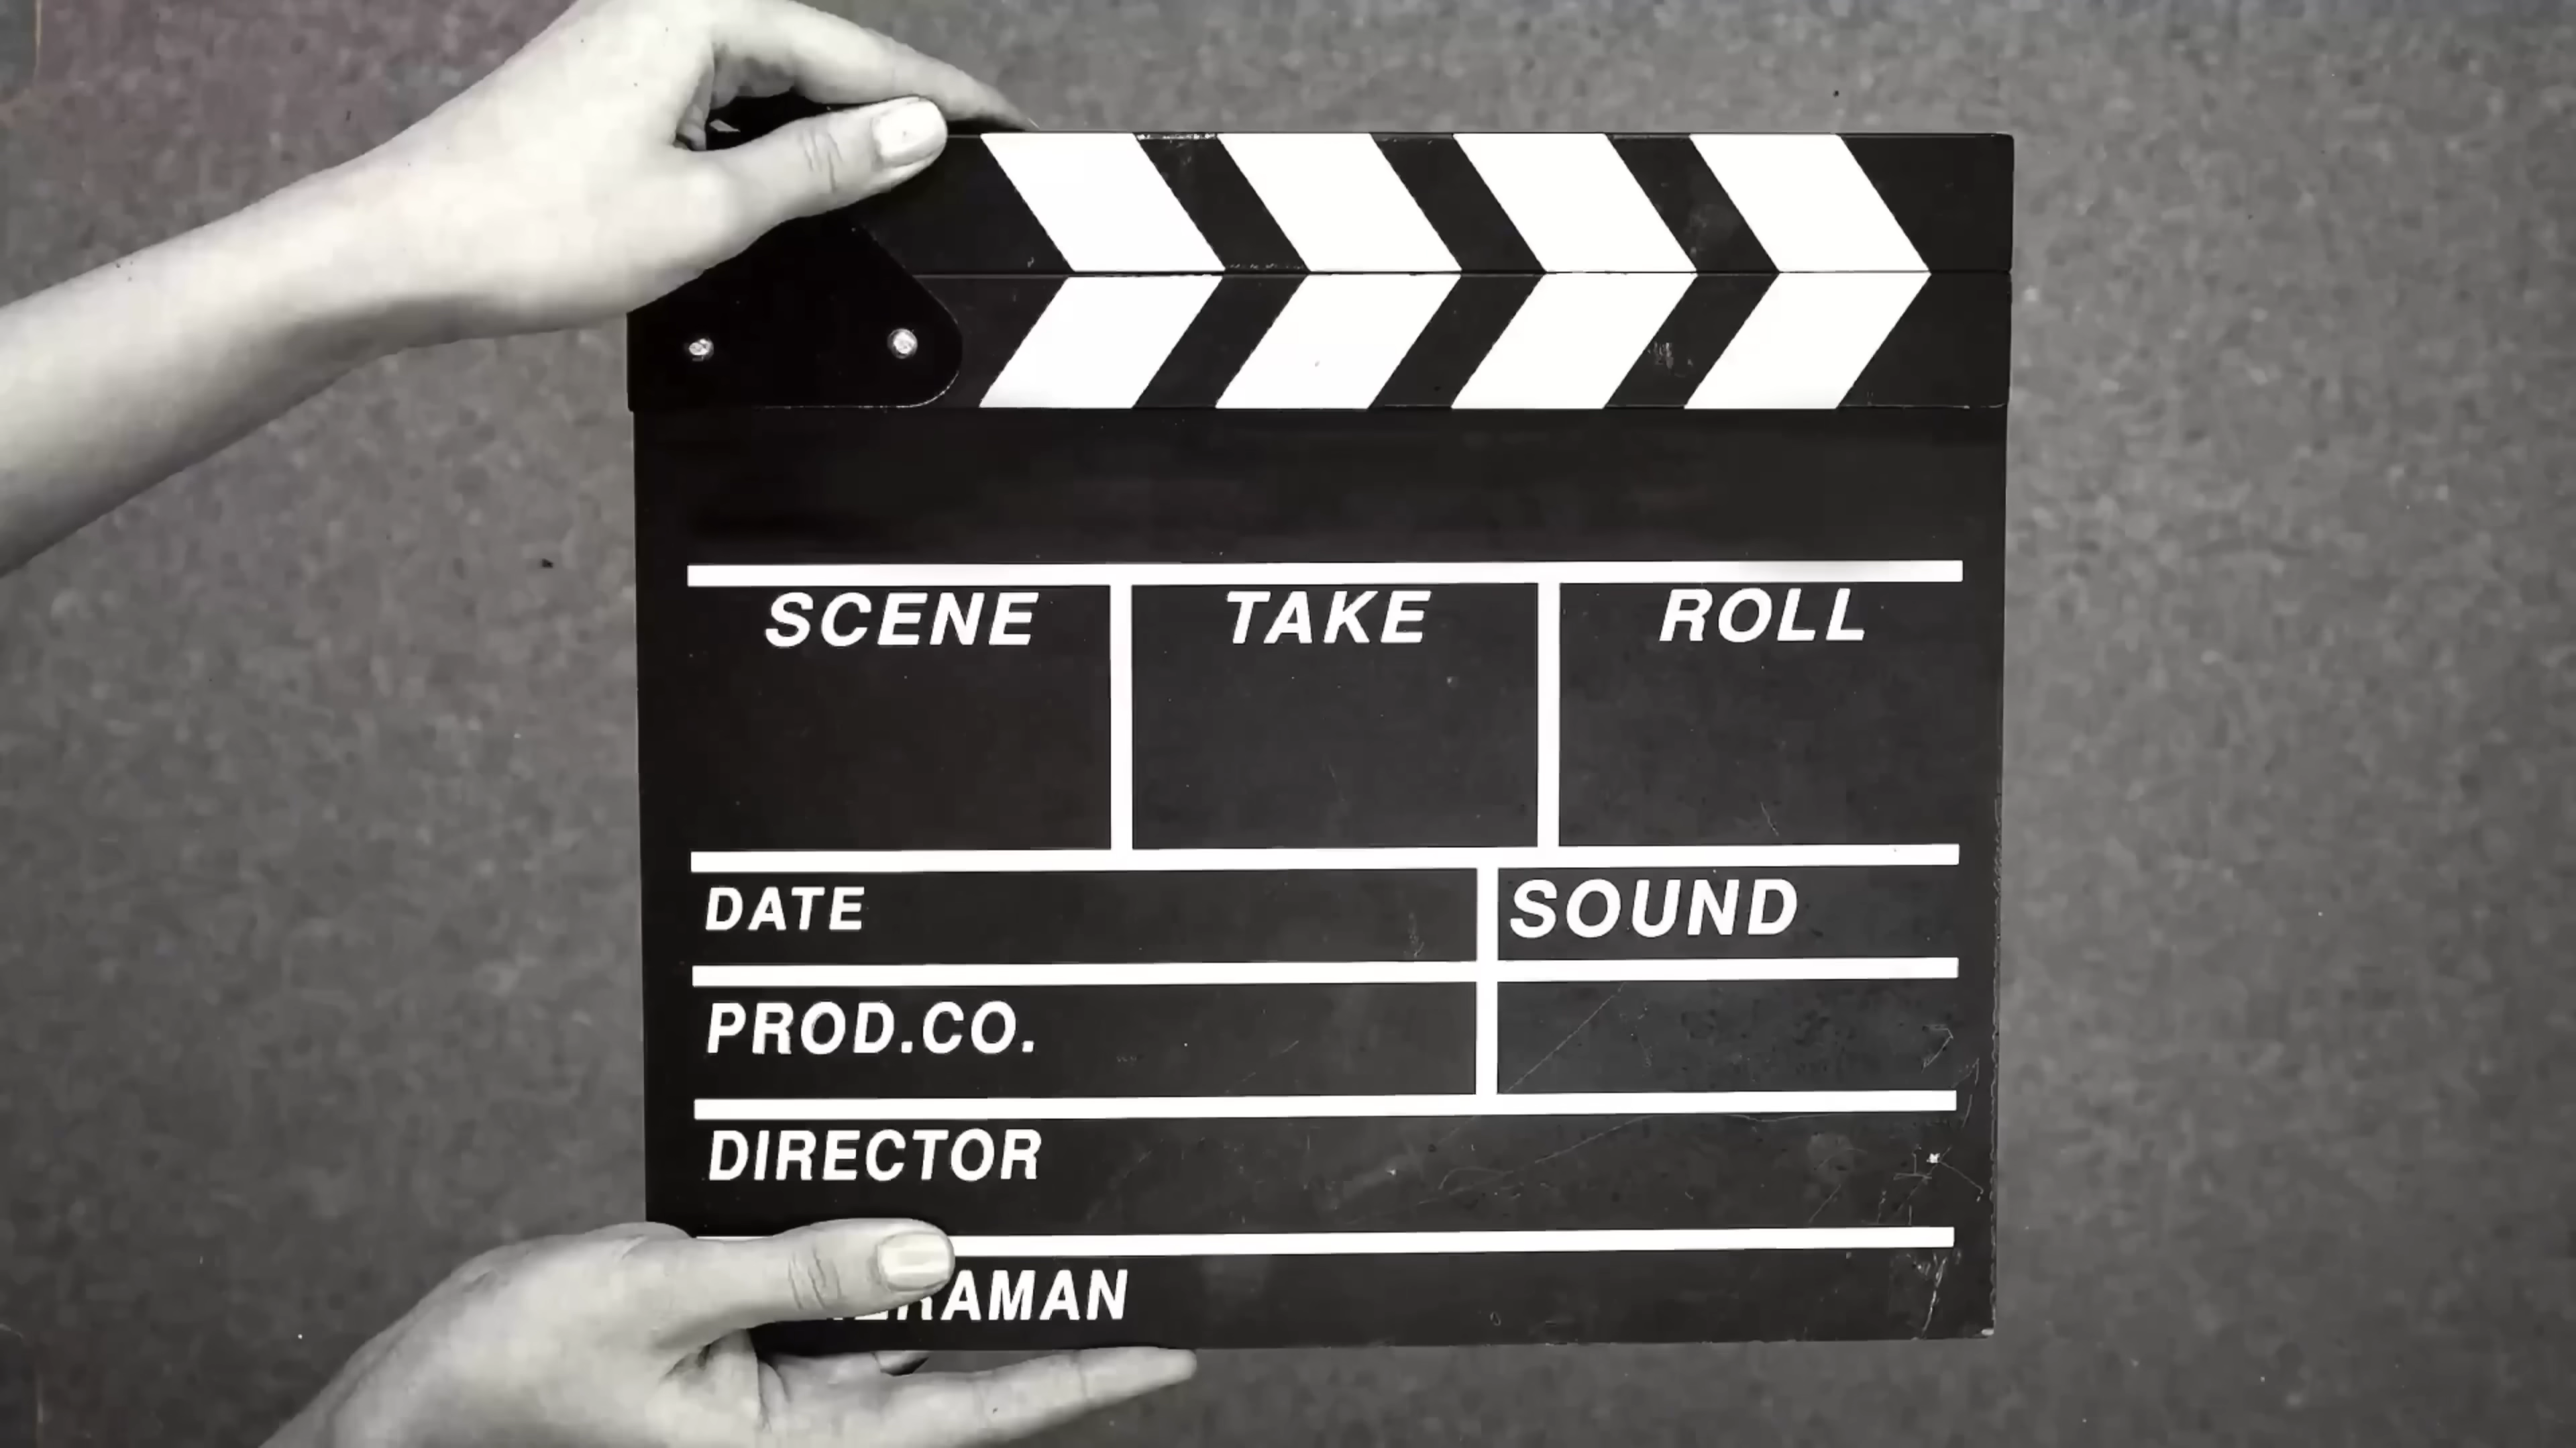 SCENE TAKE ROLL
DATE SOUND
PROD.CO.
DIRECTOR